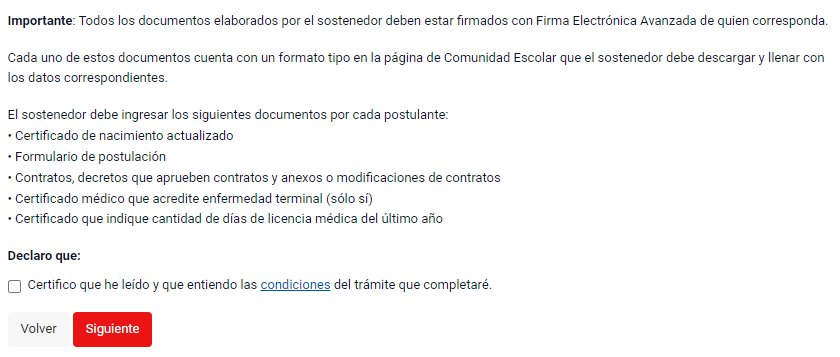 Importante: Todos los documentos elaborados por el sostenedor deben estar firmados con Firma Electrónica Avanzada de quien corresponda.
Cada uno de estos documentos cuenta con un formato tipo en la página de Comunidad Escolar que el sostenedor debe descargar y llenar con
los datos correspondientes.
El sostenedor debe ingresar los siguientes documentos por cada postulante:
• Certificado de nacimiento actualizado
• Formulario de postulación
• Contratos, decretos que aprueben contratos y anexos o modificaciones de contratos
• Certificado médico que acredite enfermedad terminal (sólo sí)
• Certificado que indique cantidad de días de licencia médica del último año
Declaro que:
Certifico que he leído y que entiendo las condiciones del trámite que completaré.
Volver Siguiente